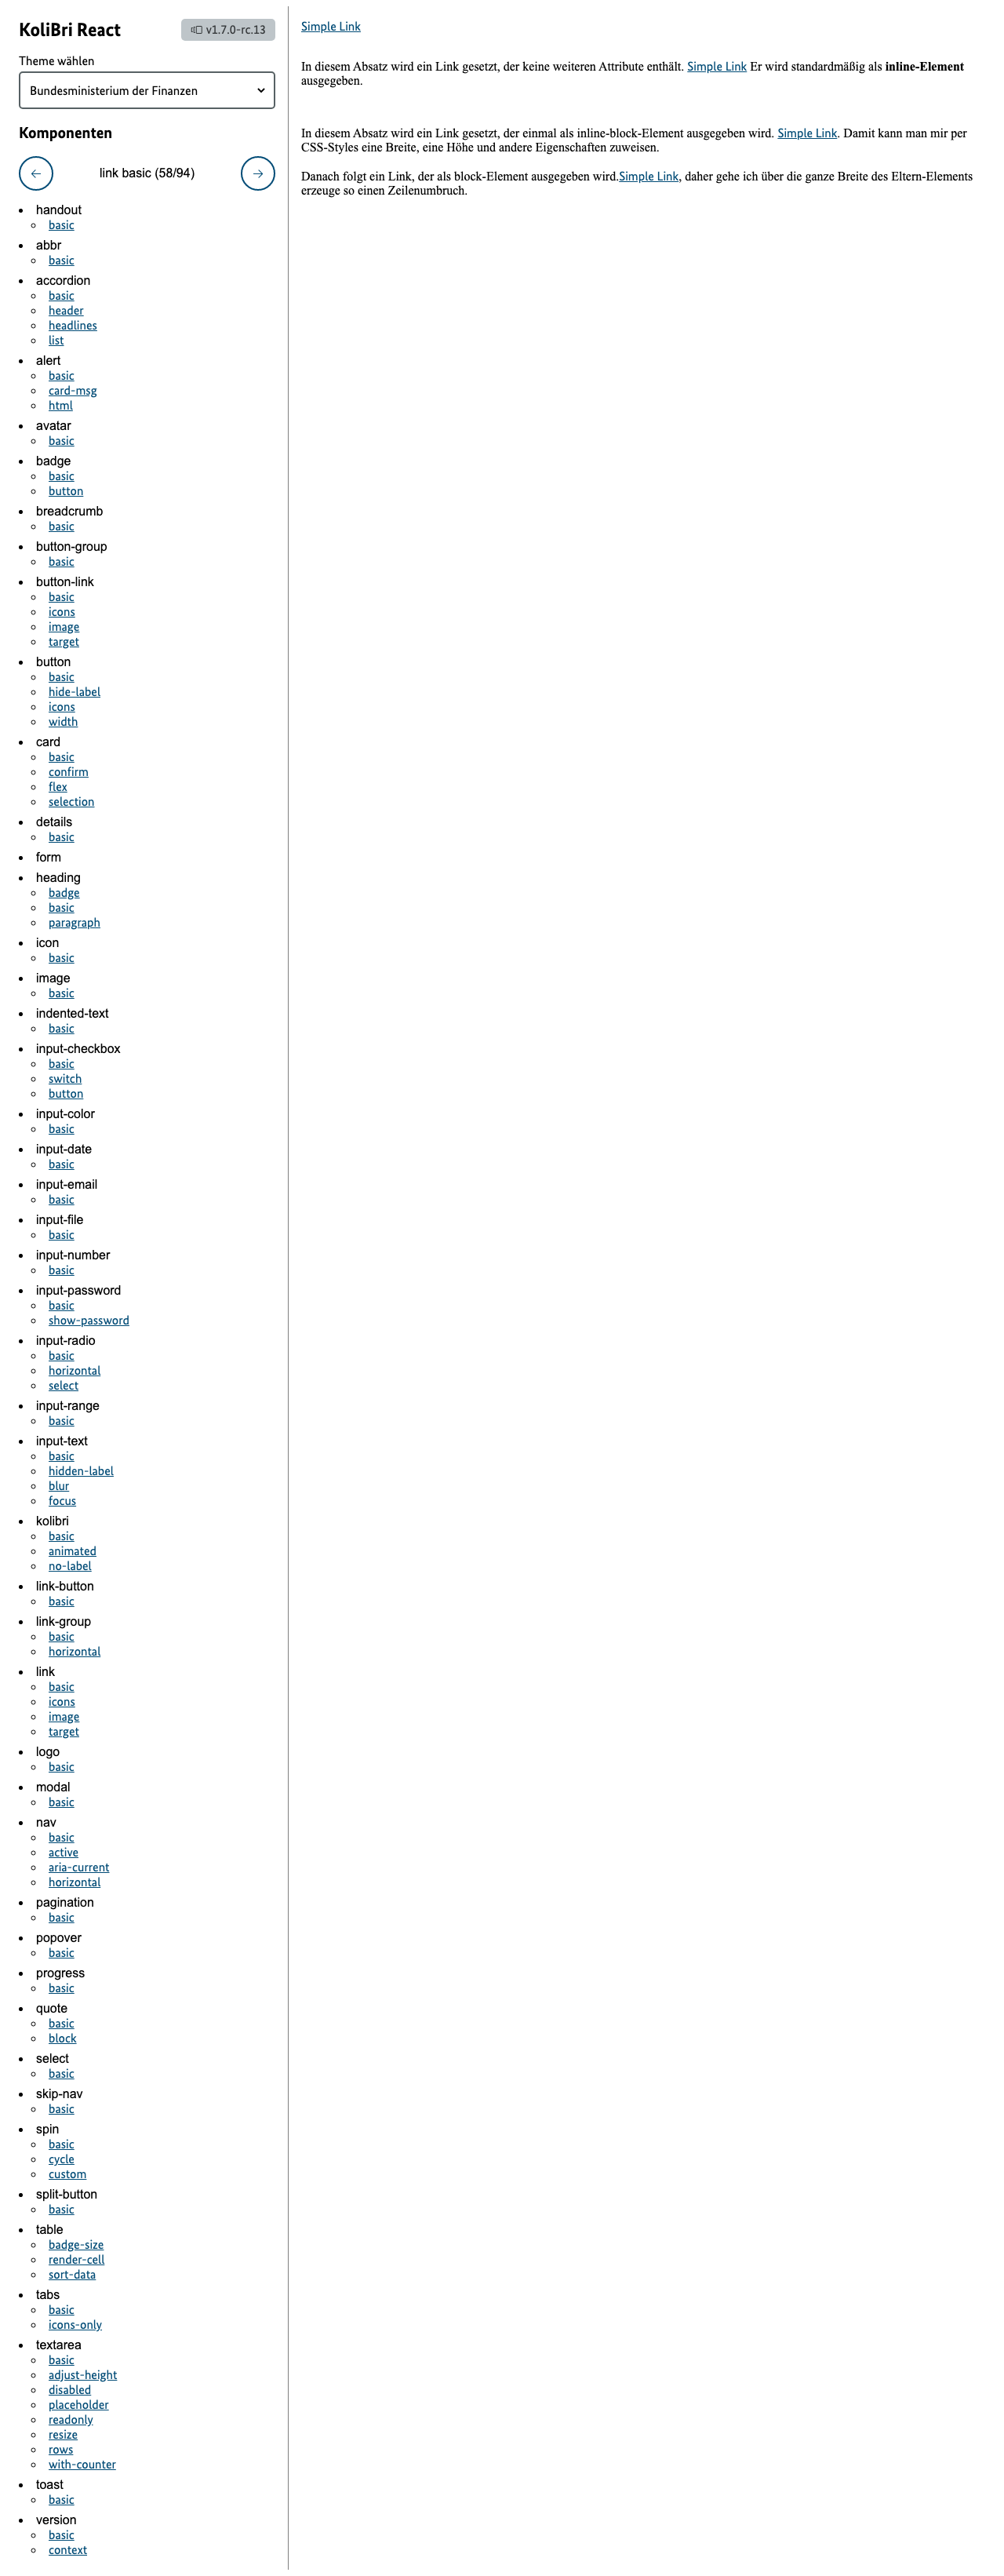 KoliBri React
v1.7.0-rc.13
Theme wählen
Bundesministerium der Finanzen
Komponenten
link basic (58/94)
handout
basic
abbr
basic
accordion
basic
header
headlines
list
alert
basic
card-msg
html
avatar
basic
badge
basic
button
breadcrumb
basic
button-group
basic
button-link
basic
icons
image
target
button
basic
hide-label
icons
width
card
basic
confirm
flex
selection
details
basic
form
heading
badge
basic
paragraph
icon
basic
image
basic
indented-text
basic
input-checkbox
basic
switch
button
input-color
basic
input-date
basic
input-email
basic
input-file
basic
input-number
basic
input-password
basic
show-password
input-radio
basic
horizontal
select
input-range
basic
input-text
basic
hidden-label
blur
focus
kolibri
basic
animated
no-label
link-button
basic
link-group
basic
horizontal
link
basic
icons
image
target
logo
basic
modal
basic
nav
basic
active
aria-current
horizontal
pagination
basic
popover
basic
progress
basic
quote
basic
block
select
basic
skip-nav
basic
spin
basic
cycle
custom
split-button
basic
table
badge-size
render-cell
sort-data
tabs
basic
icons-only
textarea
basic
adjust-height
disabled
placeholder
readonly
resize
rows
with-counter
toast
basic
version
basic
context
Simple Link
In diesem Absatz wird ein Link gesetzt, der keine weiteren Attribute enthält. Simple Link Er wird standardmäßig als inline-Element
ausgegeben.
In diesem Absatz wird ein Link gesetzt, der einmal als inline-block-Element ausgegeben wird. Simple Link. Damit kann man mir per
CSS-Styles eine Breite, eine Höhe und andere Eigenschaften zuweisen.
Danach folgt ein Link, der als block-Element ausgegeben wird.Simple Link, daher gehe ich über die ganze Breite des Eltern-Elements
erzeuge so einen Zeilenumbruch.